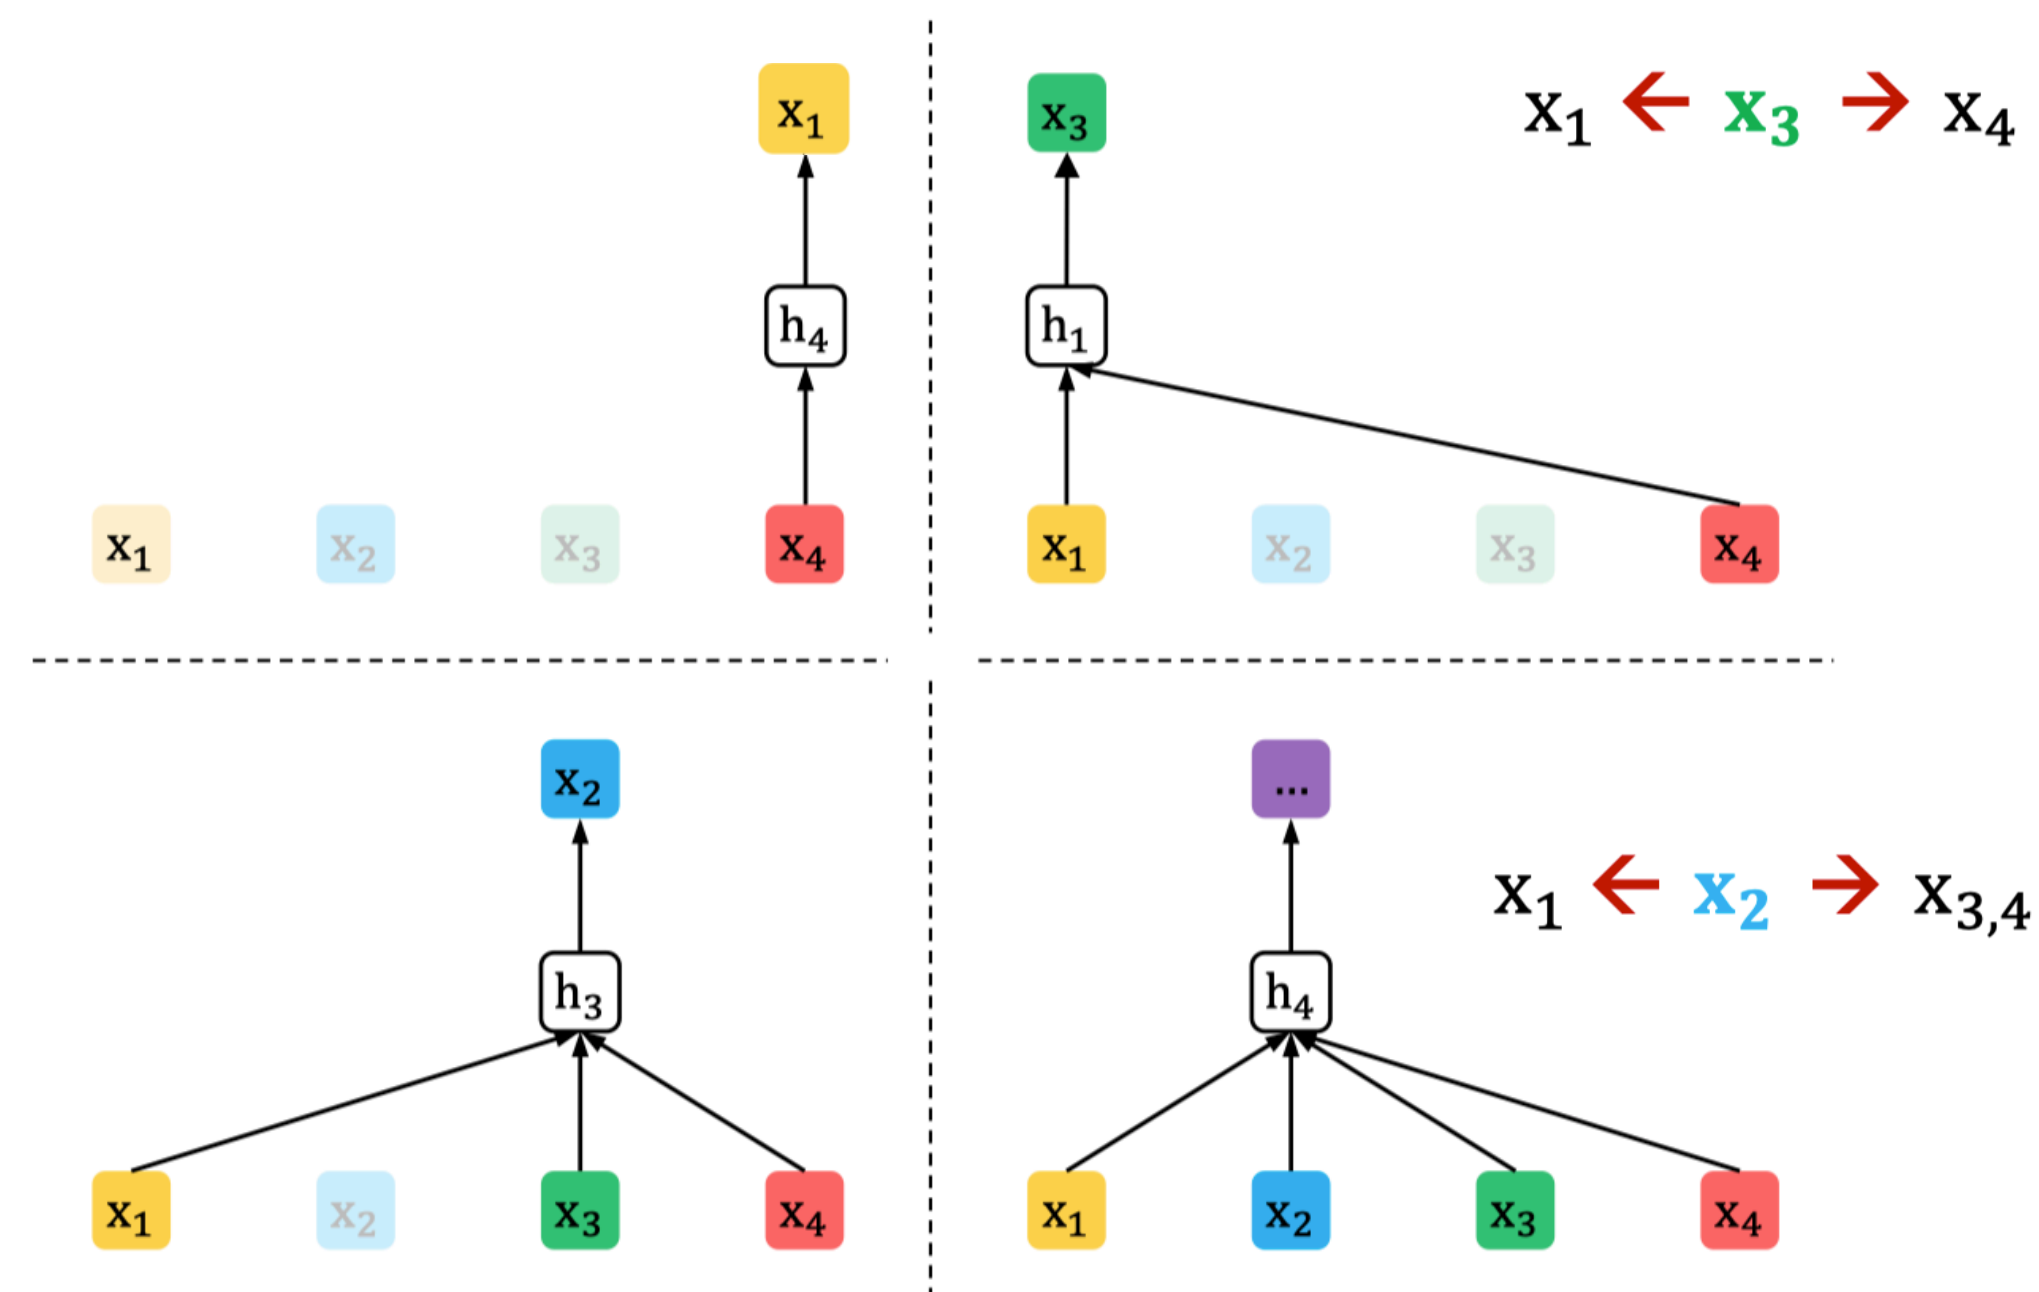 x₁
x₃
x₁ ← x₃ → x₄
h₄
h₁
x₁ x₂ x₃ x₄
x₁ x₂ x₃ x₄
x₂
...
x₁ ← x₂ → x₃,₄
h₃
h₄
x₁ x₂ x₃ x₄
x₁ x₂ x₃ x₄